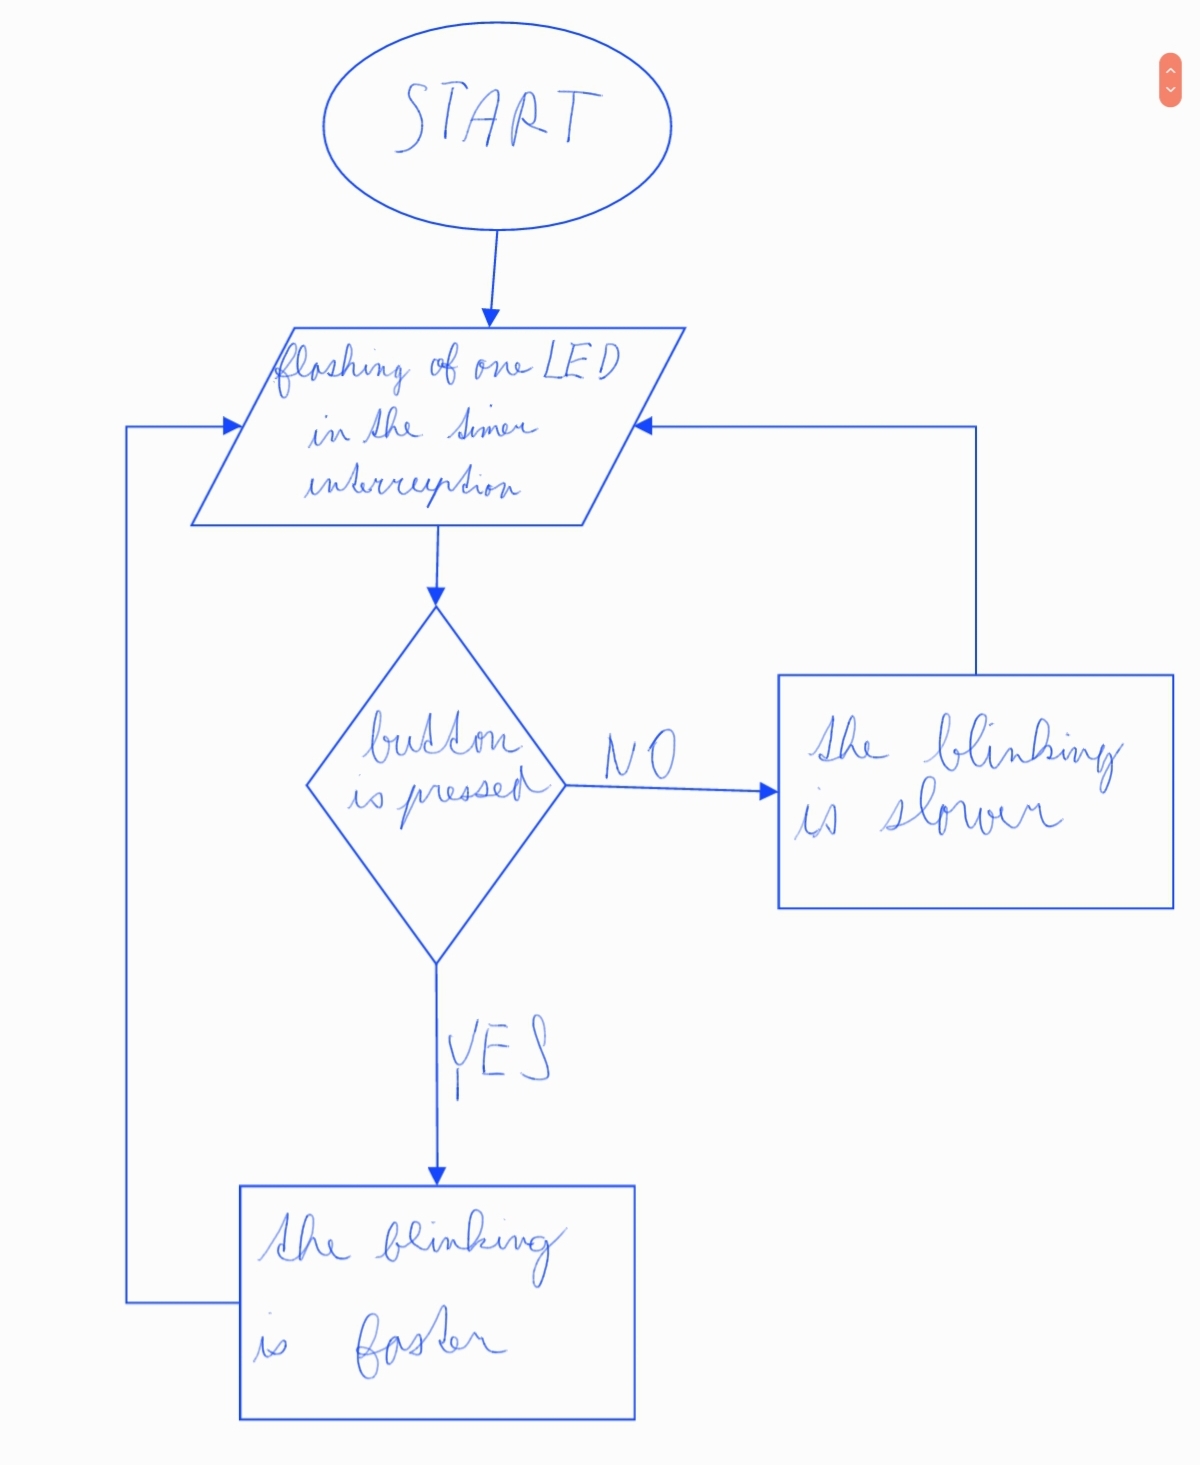 START
flashing of one LED
in the timer
interruption
button
is pressed
NO
the blinking
is slower
YES
the blinking
is faster